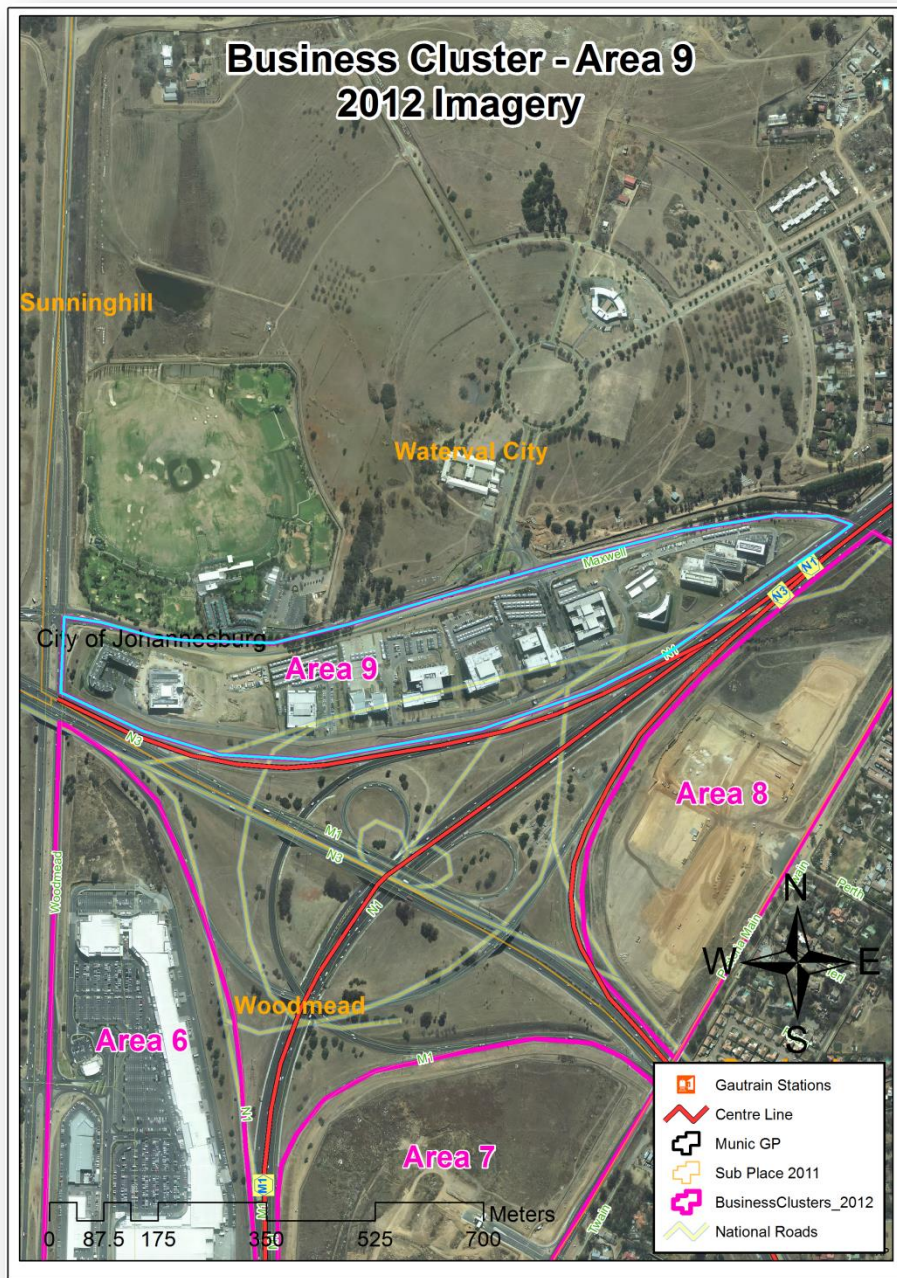 Business Cluster - Area 9
2012 Imagery
Sunninghill
Waterval City
Maxwell
N1
N3
City of Johannesburg
Area 9
N1
N3
Area 8
M1
N3
Woodmead
N1
Perth
N
W
E
S
Woodmead
Area 6
M1
N1
Area 7
M1
M1
Twain
Meters
0
87.5
175
350
525
700
Gautrain Stations
Centre Line
Munic GP
Sub Place 2011
BusinessClusters_2012
National Roads